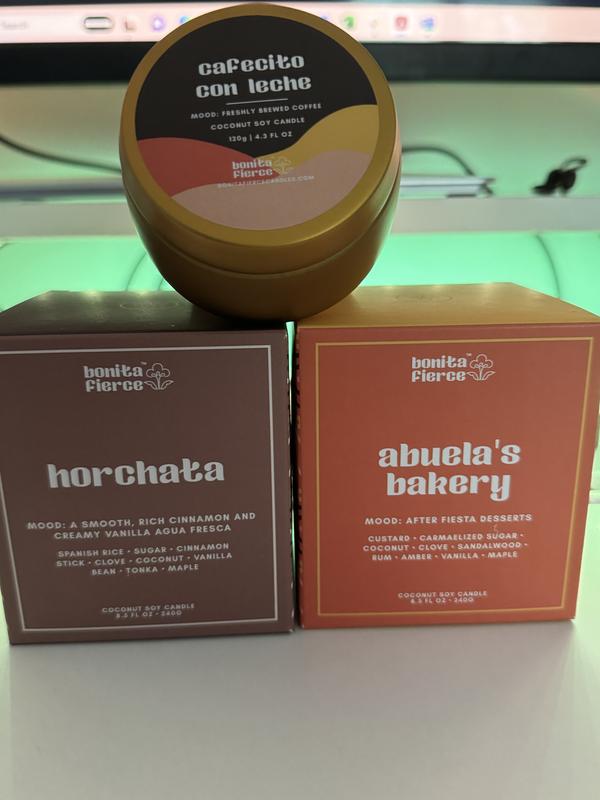 cafecito
con leche
MOOD: FRESHLY BREWED COFFEE
COCONUT SOY CANDLE
120g | 4.3 FL OZ
bonita
fierce
BONITAFIERCECANDLES.COM
bonita™
fierce
horchata
MOOD: A SMOOTH, RICH CINNAMON AND
CREAMY VANILLA AGUA FRESCA
SPANISH RICE • SUGAR • CINNAMON
STICK • CLOVE • COCONUT • VANILLA
BEAN • TONKA • MAPLE
COCONUT SOY CANDLE
8.5 FL OZ • 240G
bonita™
fierce
abuela's
bakery
MOOD: AFTER FIESTA DESSERTS
CUSTARD • CARMAELIZED SUGAR •
COCONUT • CLOVE • SANDALWOOD •
RUM • AMBER • VANILLA • MAPLE
COCONUT SOY CANDLE
8.5 FL OZ • 240G